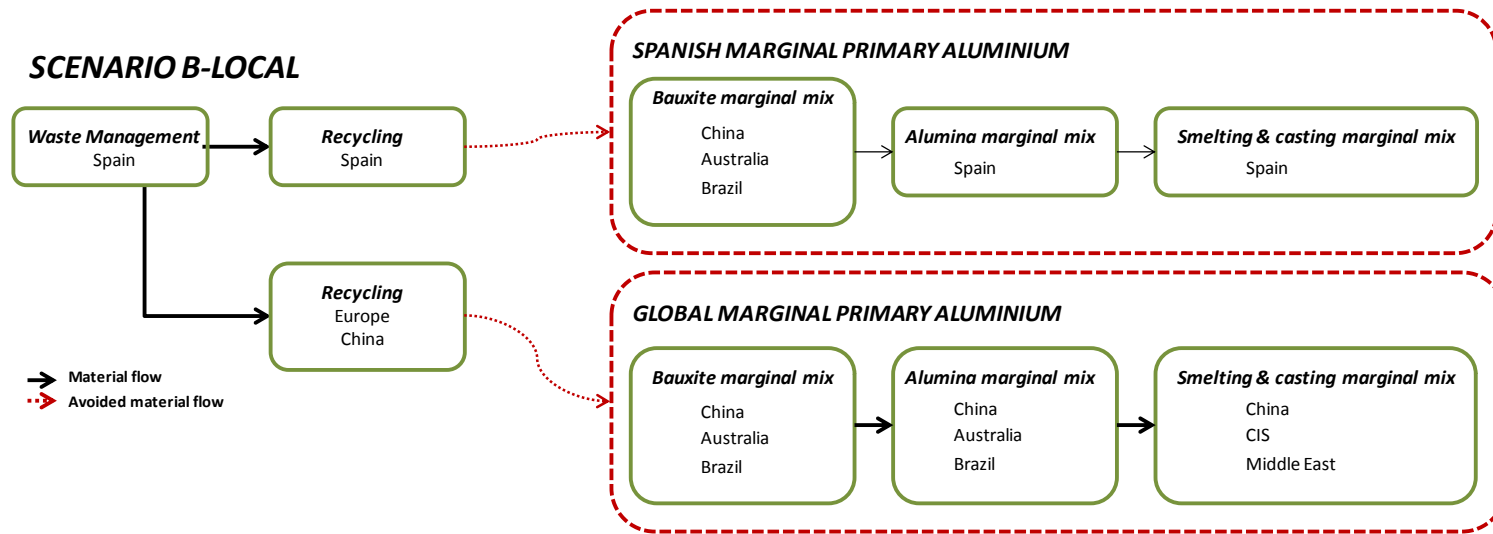 SCENARIO B-LOCAL
Waste Management
Spain
Recycling
Spain
Recycling
Europe
China
Material flow
Avoided material flow
SPANISH MARGINAL PRIMARY ALUMINIUM
Bauxite marginal mix
China
Australia
Brazil
Alumina marginal mix
Spain
Smelting & casting marginal mix
Spain
GLOBAL MARGINAL PRIMARY ALUMINIUM
Bauxite marginal mix
China
Australia
Brazil
Alumina marginal mix
China
Australia
Brazil
Smelting & casting marginal mix
China
CIS
Middle East